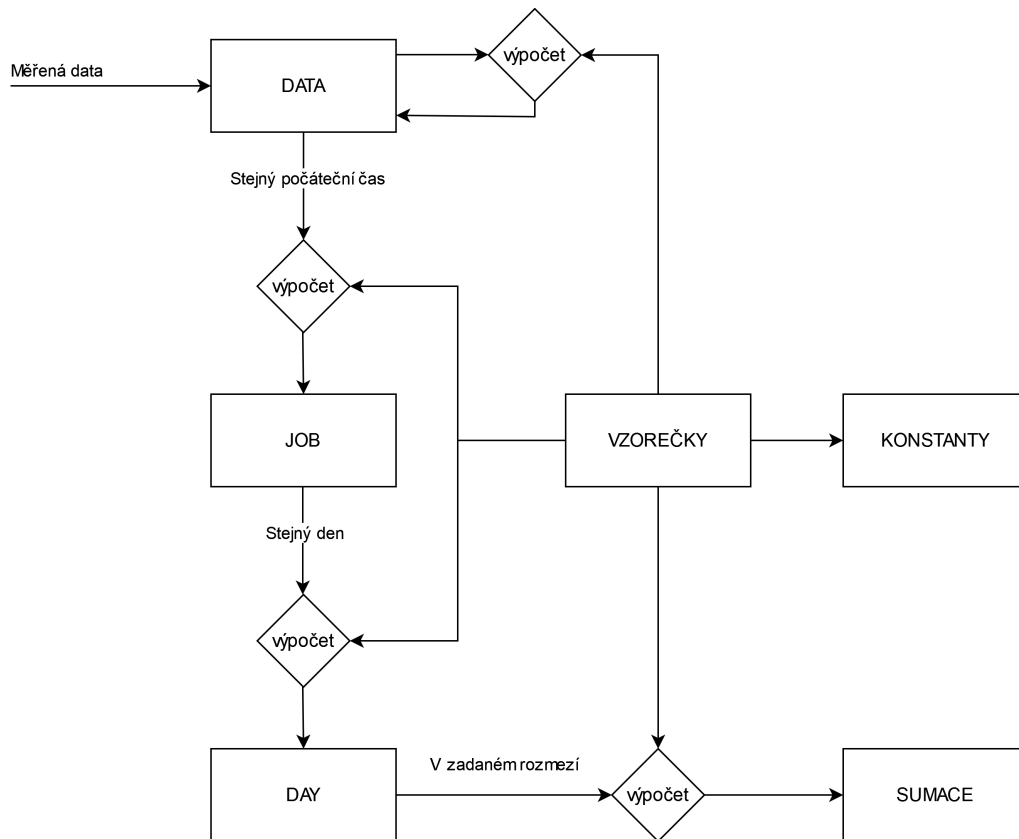 výpočet
Měřená data
DATA
Stejný počáteční čas
výpočet
JOB
VZOREČKY
KONSTANTY
Stejný den
výpočet
V zadaném rozmezí
DAY
výpočet
SUMACE